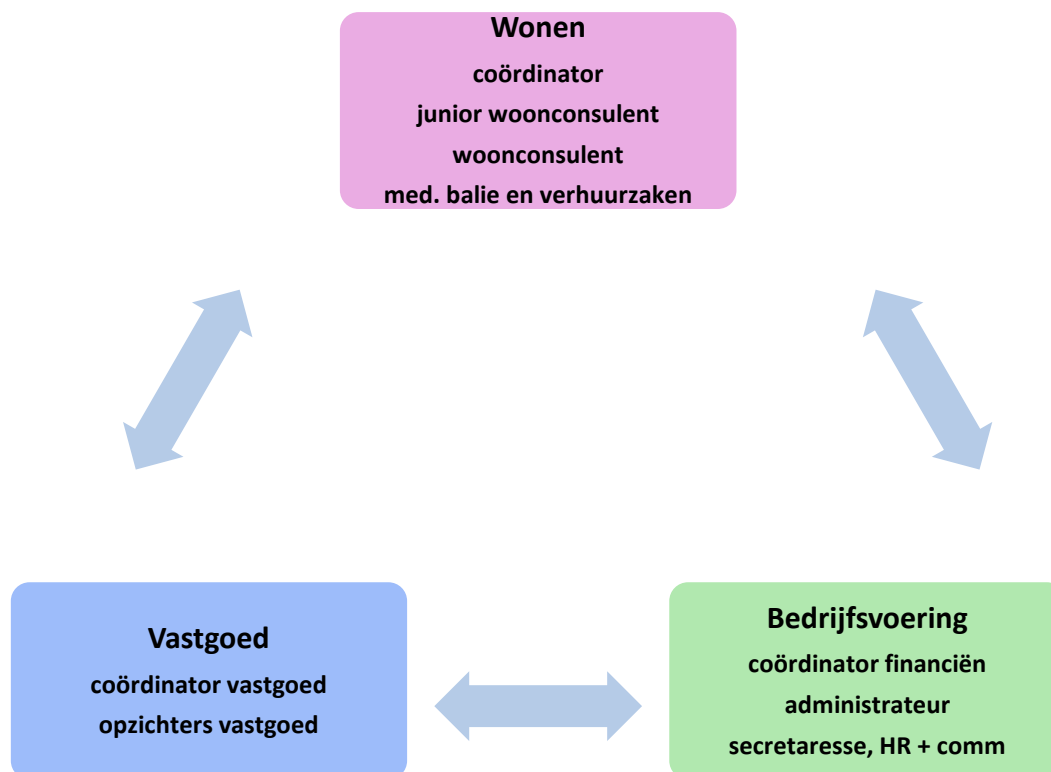 Wonen
coördinator
junior woonconsulent
woonconsulent
med. balie en verhuurzaken
Vastgoed
coördinator vastgoed
opzichters vastgoed
Bedrijfsvoering
coördinator financiën
administrateur
secretaresse, HR + comm